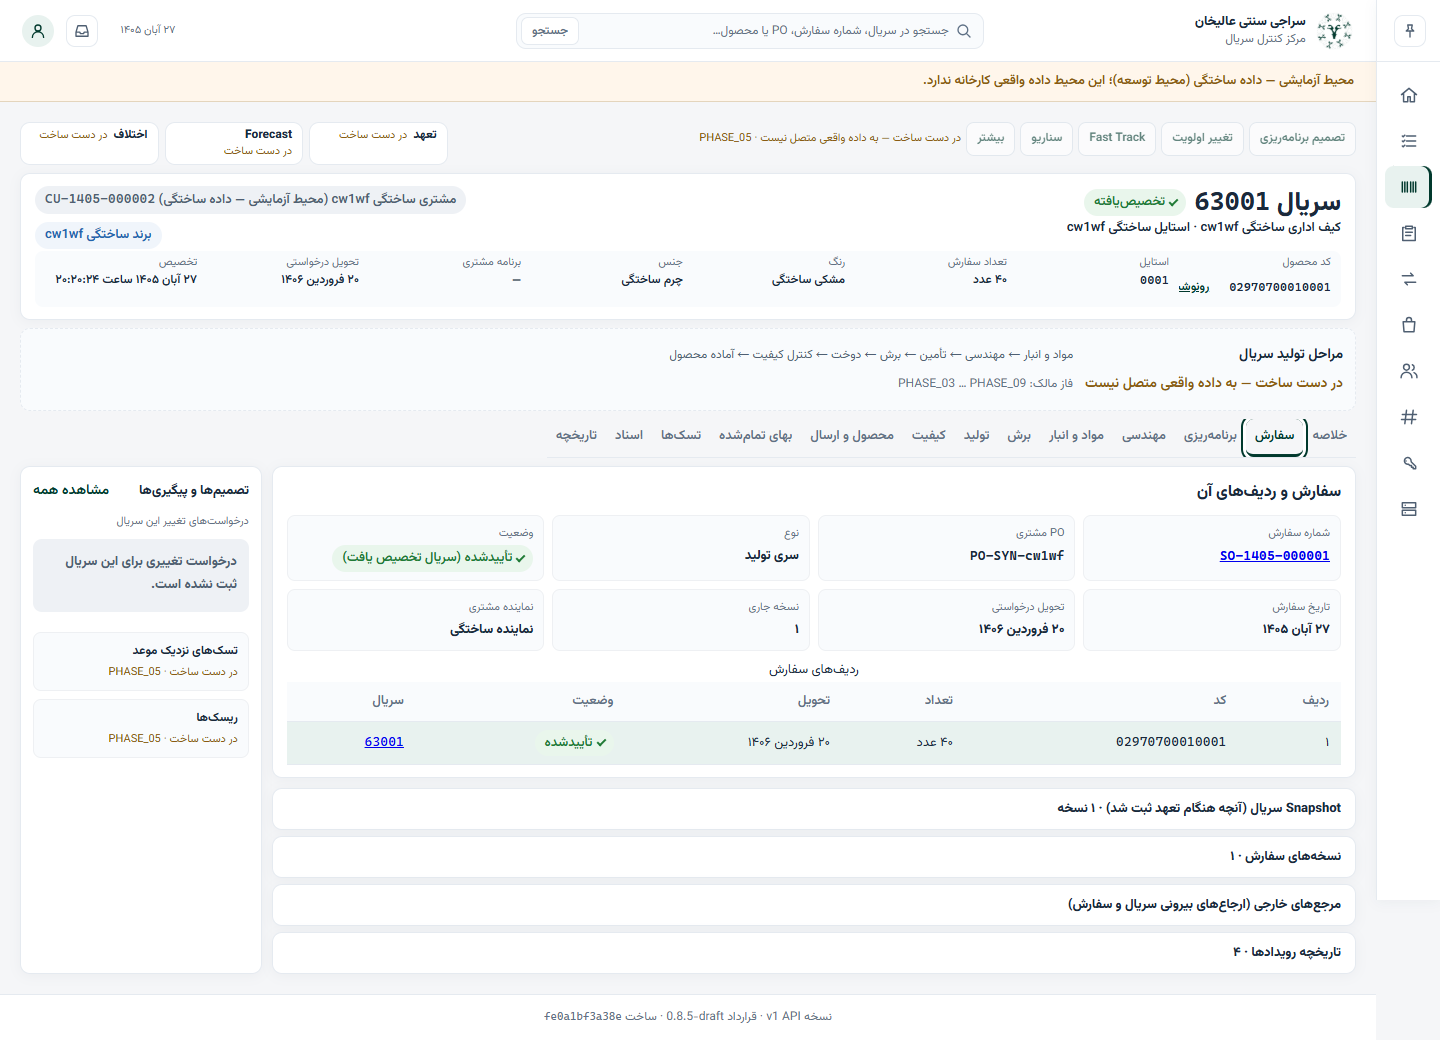 سراجی سنتی عالیخان
مرکز کنترل سریال
جستجو در سریال، شماره سفارش، PO یا محصول...
جستجو
۲۷ آبان ۱۴۰۵
محیط آزمایشی — داده ساختگی (محیط توسعه)؛ این محیط داده واقعی کارخانه ندارد.
تصمیم برنامه‌ریزی
تغییر اولویت
Fast Track
سناریو
بیشتر
در دست ساخت — به داده واقعی متصل نیست · PHASE_05
تعهد در دست ساخت
Forecast
در دست ساخت
اختلاف در دست ساخت
سریال 63001
تخصیص‌یافته
کیف اداری ساختگی cw1wf · استایل ساختگی cw1wf
مشتری ساختگی cw1wf (محیط آزمایشی — داده ساختگی) CU-1405-000002
برند ساختگی cw1wf
کد محصول
02970700010001
رونوشـ
استایل
0001
تعداد سفارش
۴۰ عدد
رنگ
مشکی ساختگی
جنس
چرم ساختگی
برنامه مشتری
—
تحویل درخواستی
۲۰ فروردین ۱۴۰۶
تخصیص
۲۷ آبان ۱۴۰۵ ساعت ۲۰:۲۰:۲۴
مراحل تولید سریال
مواد و انبار ← مهندسی ← تأمین ← برش ← دوخت ← کنترل کیفیت ← آماده محصول
در دست ساخت — به داده واقعی متصل نیست
فاز مالک: PHASE_03 … PHASE_09
خلاصه
سفارش
برنامه‌ریزی
مهندسی
مواد و انبار
برش
تولید
کیفیت
محصول و ارسال
بهای تمام‌شده
تسک‌ها
اسناد
تاریخچه
سفارش و ردیف‌های آن
شماره سفارش
SO-1405-000001
PO مشتری
PO-SYN-cw1wf
نوع
سری تولید
وضعیت
تأییدشده (سریال تخصیص یافت)
تاریخ سفارش
۲۷ آبان ۱۴۰۵
تحویل درخواستی
۲۰ فروردین ۱۴۰۶
نسخه جاری
۱
نماینده مشتری
نماینده ساختگی
ردیف‌های سفارش
ردیف کد تعداد تحویل وضعیت سریال
۱ 02970700010001 ۴۰ عدد ۲۰ فروردین ۱۴۰۶ تأییدشده 63001
Snapshot سریال (آنچه هنگام تعهد ثبت شد) · ۱ نسخه
نسخه‌های سفارش · ۱
مرجع‌های خارجی (ارجاع‌های بیرونی سریال و سفارش)
تاریخچه رویدادها · ۴
تصمیم‌ها و پیگیری‌ها
مشاهده همه
درخواست‌های تغییر این سریال
درخواست تغییری برای این سریال
ثبت نشده است.
تسک‌های نزدیک موعد
در دست ساخت · PHASE_05
ریسک‌ها
در دست ساخت · PHASE_05
نسخه v1 API · قرارداد 0.8.5-draft · ساخت fe0a1bf3a38e